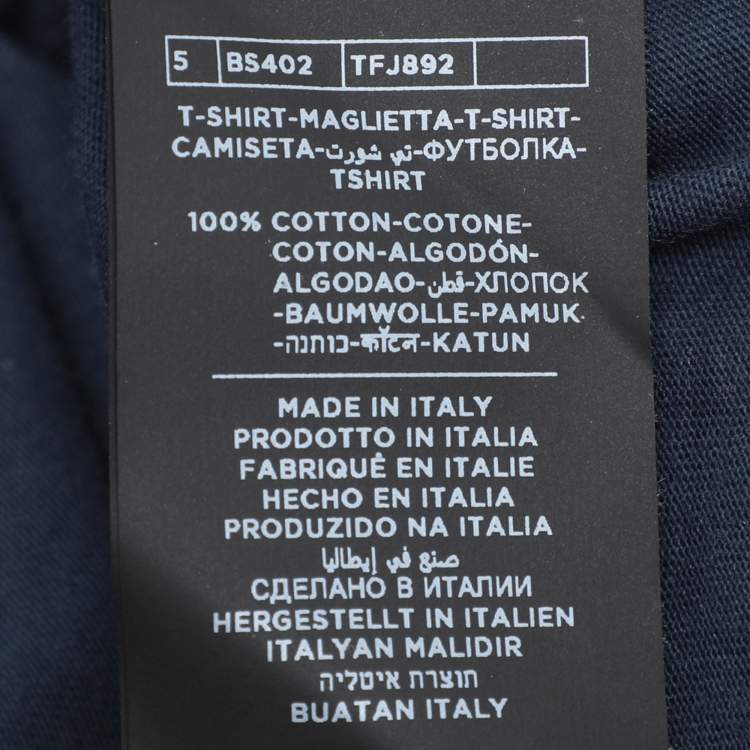 5 BS402 TFJ892
T-SHIRT-MAGLIETTA-T-SHIRT-
CAMISETA-تي شورت-ФУТБОЛКА-
TSHIRT
100% COTTON-COTONE-
COTON-ALGODÓN-
ALGODAO-قطن-ХЛОПОК
-BAUMWOLLE-PAMUK
-כותנה-कॉटन-KATUN
MADE IN ITALY
PRODOTTO IN ITALIA
FABRIQUÉ EN ITALIE
HECHO EN ITALIA
PRODUZIDO NA ITALIA
صنع في إيطاليا
СДЕЛАНО В ИТАЛИИ
HERGESTELLT IN ITALIEN
ITALYAN MALIDIR
תוצרת איטליה
BUATAN ITALY